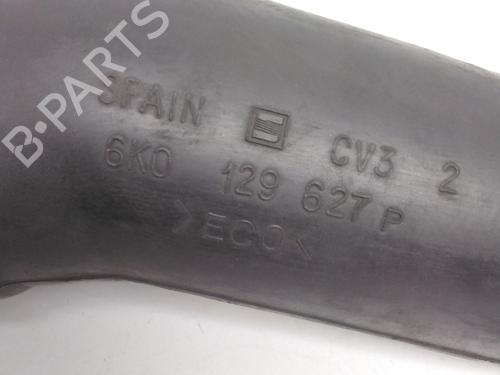 SPAIN CV3 2
6K0 129 627 P
>ECO<
B-PARTS